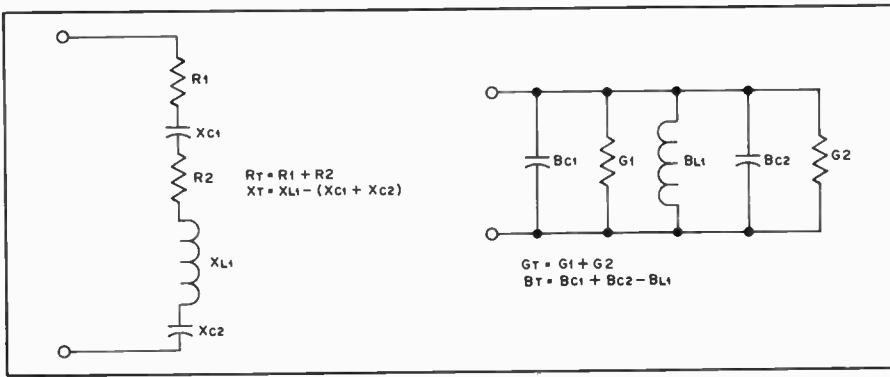 R1
XC1
R2
RT = R1 + R2
XT = XL1 - (XC1 + XC2)
XL1
XC2
BC1
G1
BL1
BC2
G2
GT = G1 + G2
BT = BC1 + BC2 - BL1